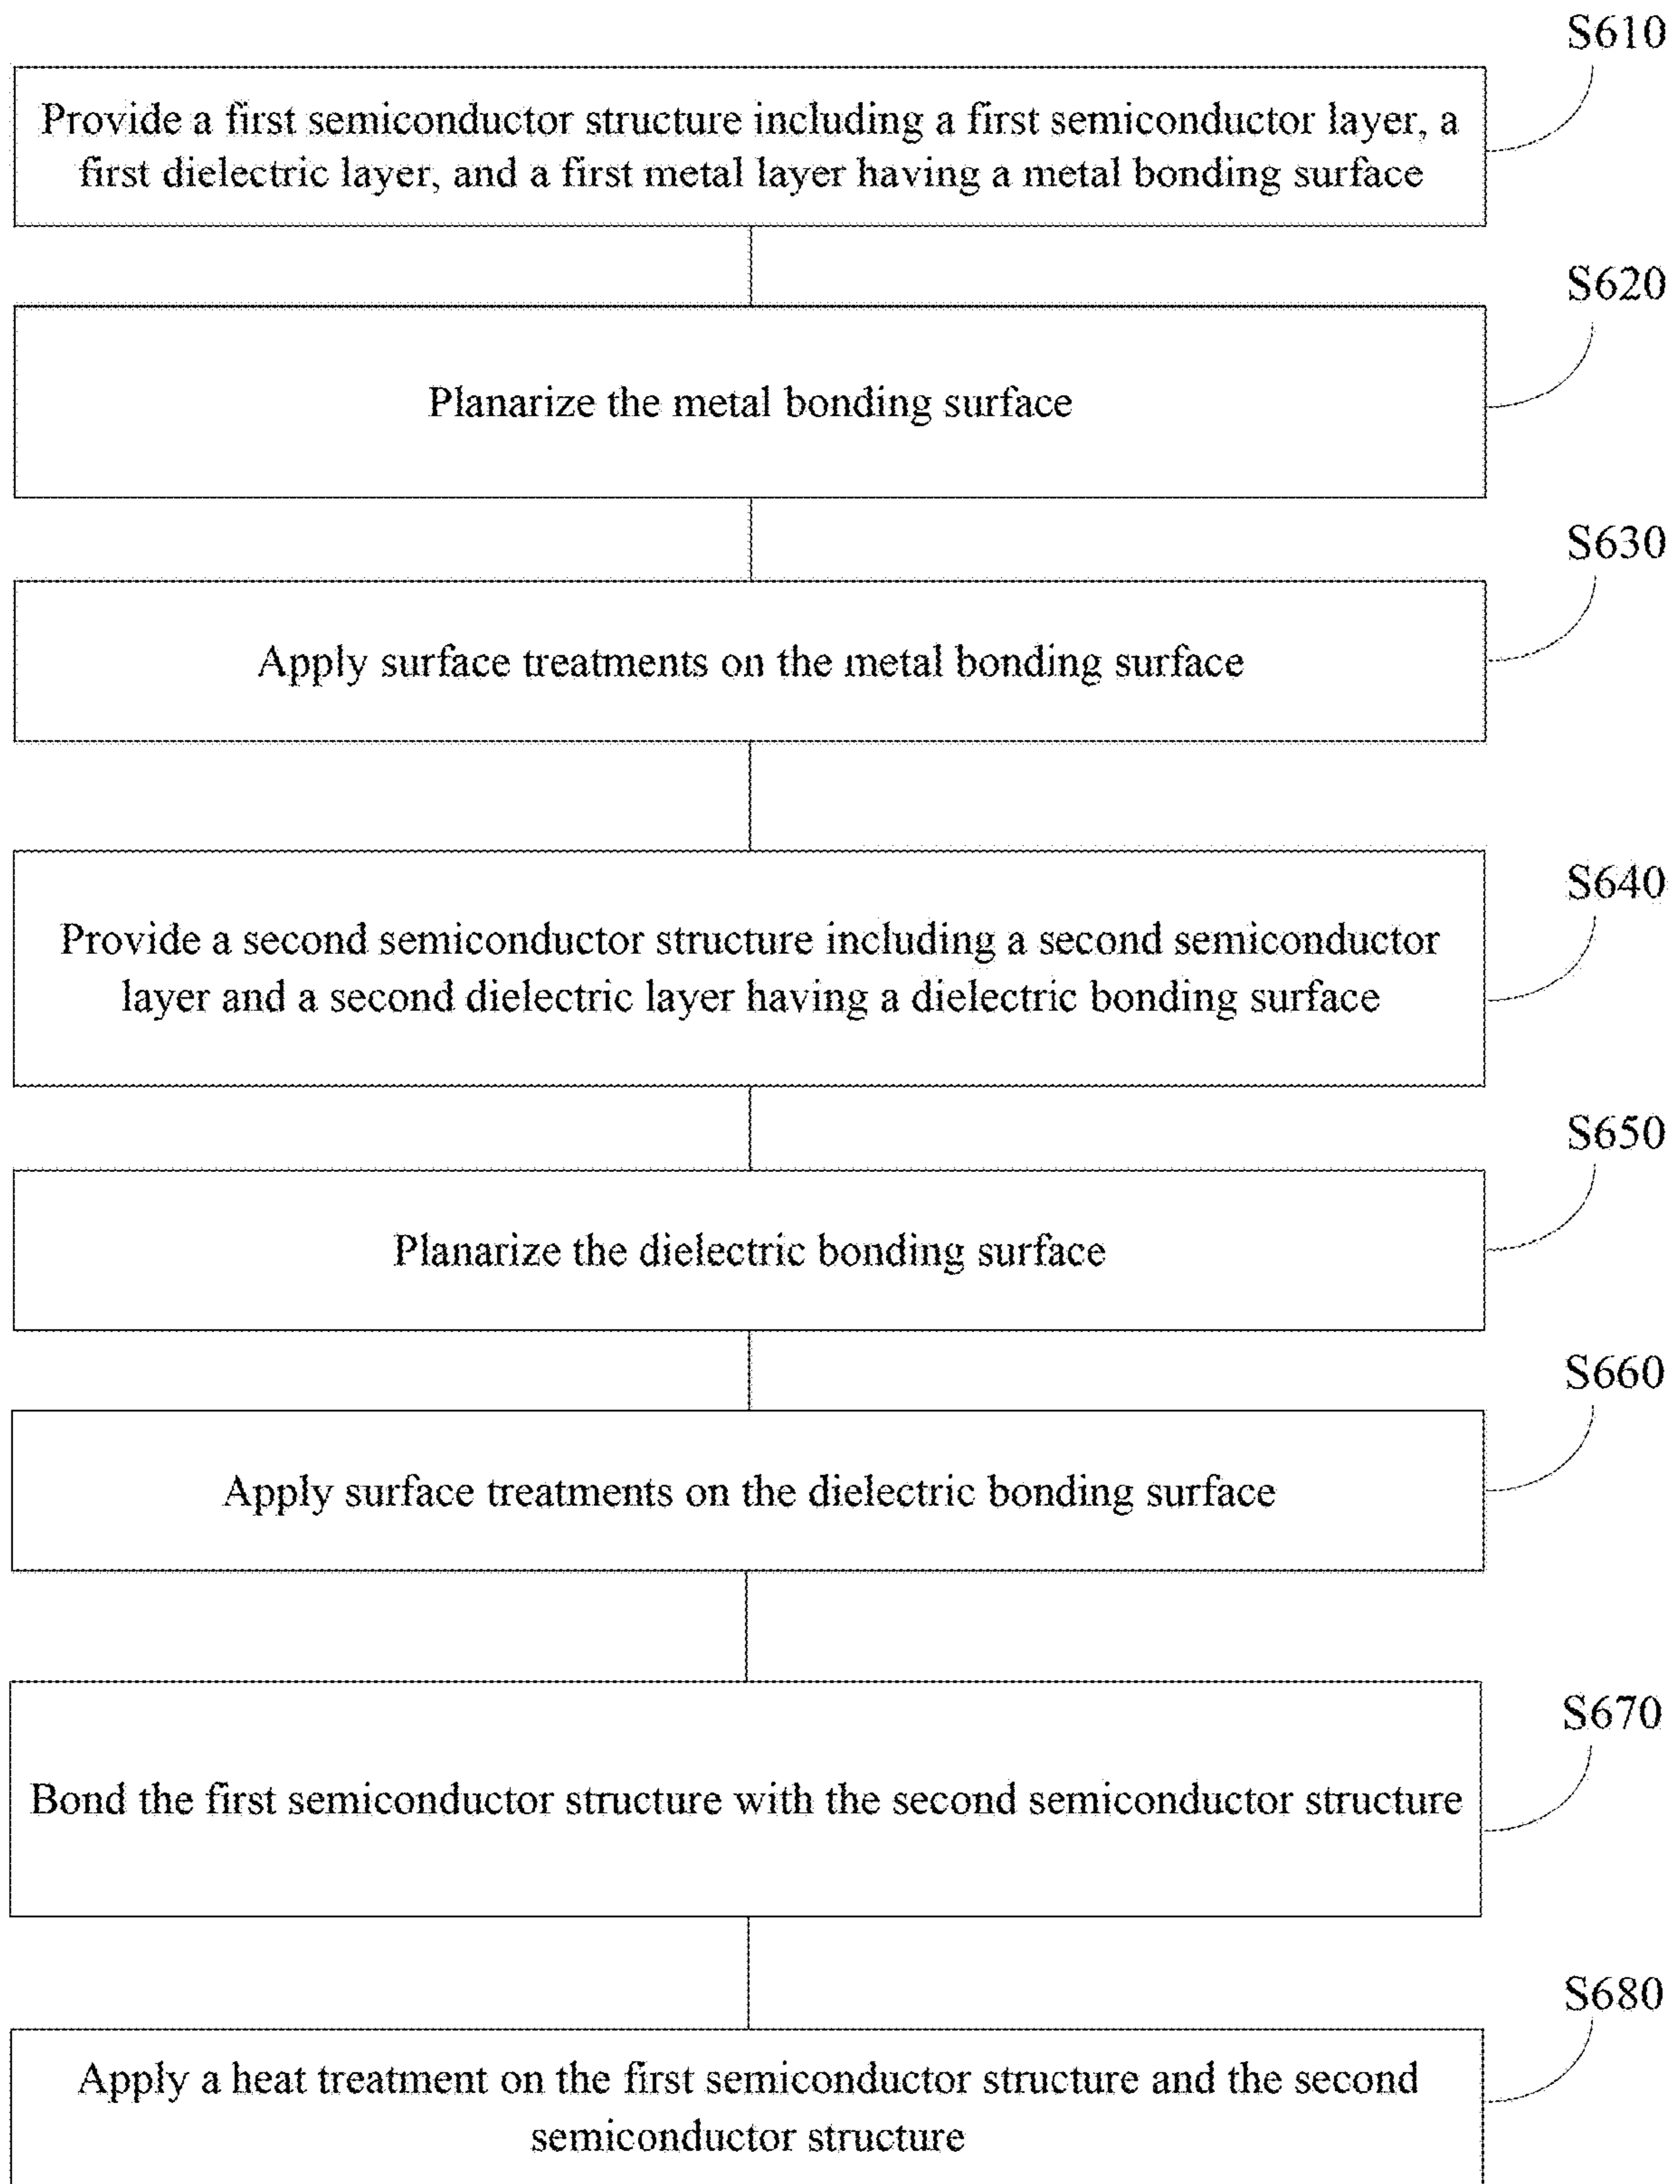 S610
Provide a first semiconductor structure including a first semiconductor layer, a
first dielectric layer, and a first metal layer having a metal bonding surface
S620
Planarize the metal bonding surface
S630
Apply surface treatments on the metal bonding surface
S640
Provide a second semiconductor structure including a second semiconductor
layer and a second dielectric layer having a dielectric bonding surface
S650
Planarize the dielectric bonding surface
S660
Apply surface treatments on the dielectric bonding surface
S670
Bond the first semiconductor structure with the second semiconductor structure
S680
Apply a heat treatment on the first semiconductor structure and the second
semiconductor structure